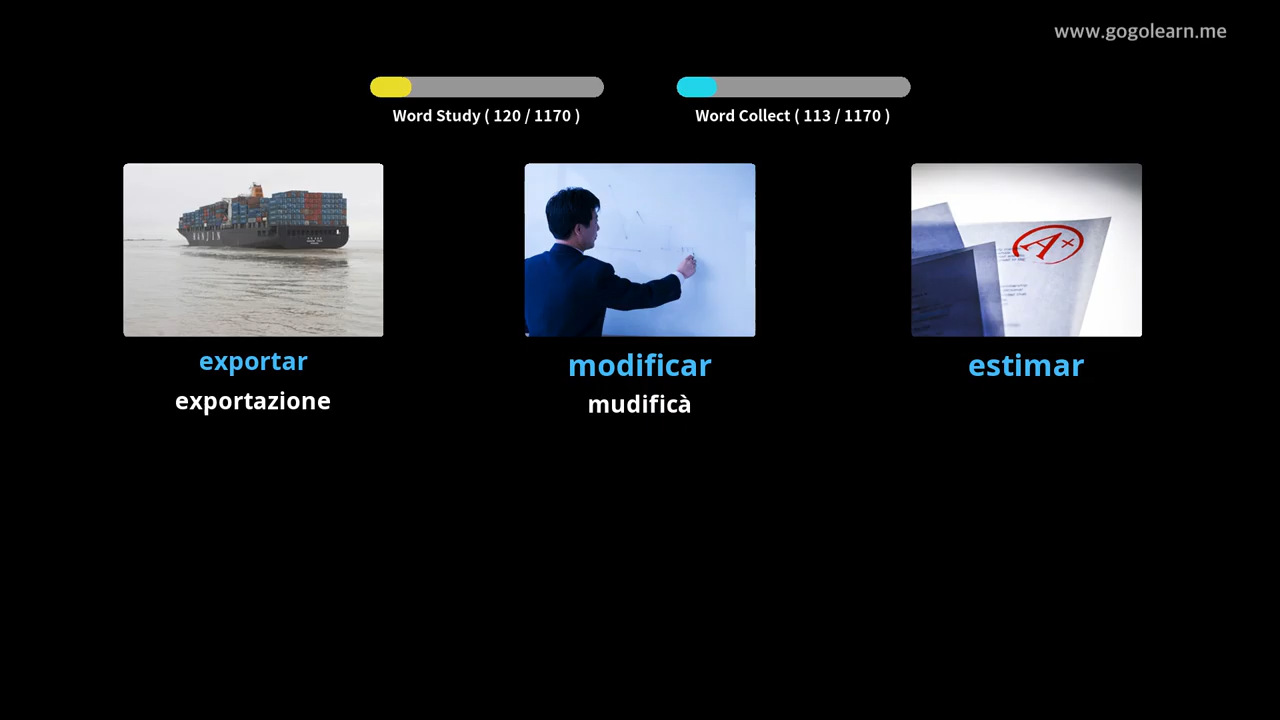 www.gogolearn.me
Word Study ( 120 / 1170 )
Word Collect ( 113 / 1170 )
A+
exportar
modificar
estimar
exportazione
mudificà